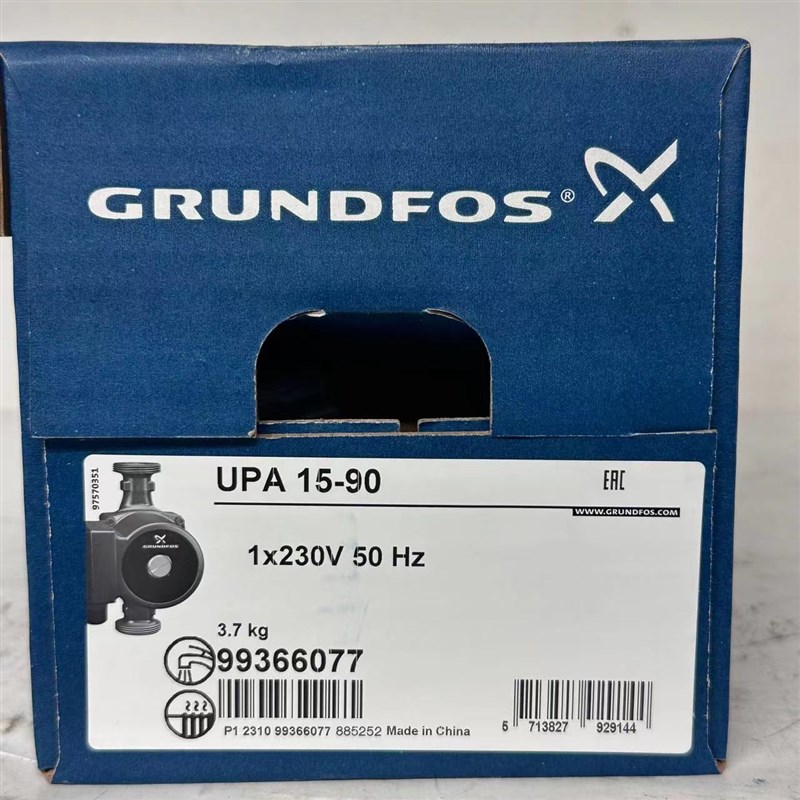 GRUNDFOS®
UPA 15-90
EAC
WWW.GRUNDFOS.COM
97570351
GRUNDFOS
1x230V 50 Hz
3.7 kg
99366077
P1 2310 99366077 885252 Made in China
5 713827 929144